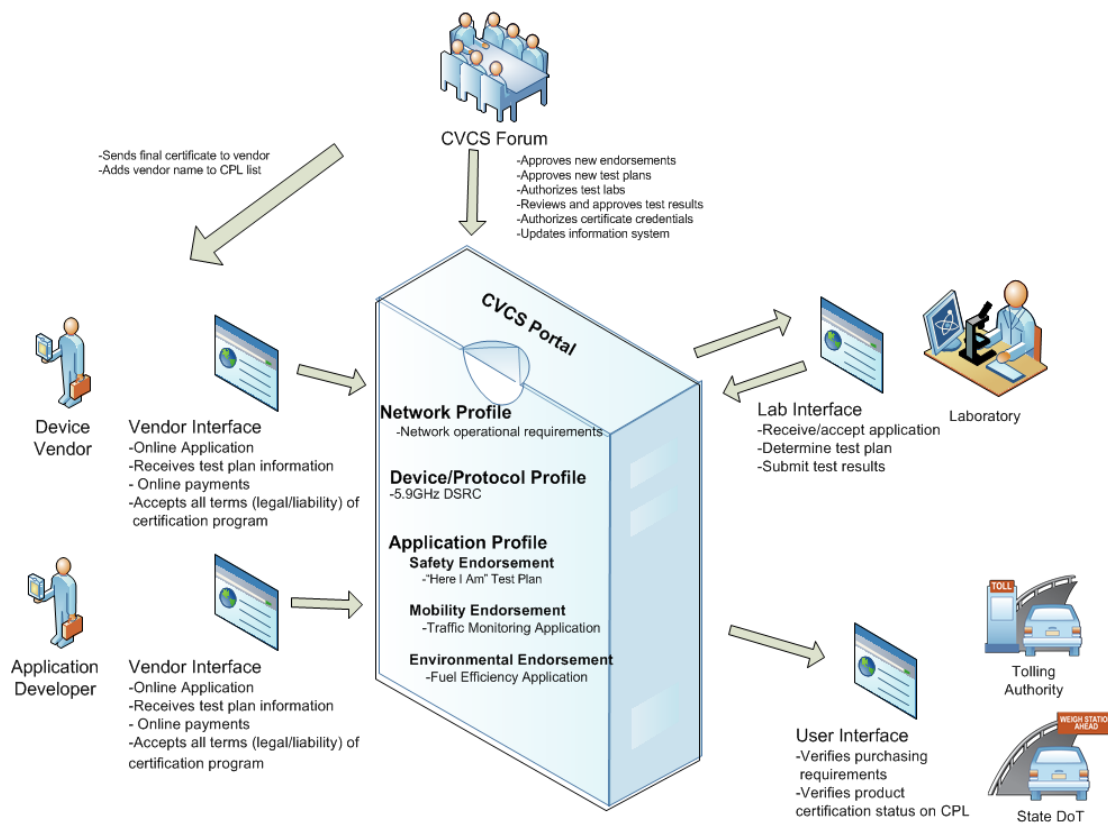 CVCS Forum
-Sends final certificate to vendor
-Adds vendor name to CPL list
-Approves new endorsements
-Approves new test plans
-Authorizes test labs
-Reviews and approves test results
-Authorizes certificate credentials
-Updates information system
CVCS Portal
Device
Vendor
Vendor Interface
-Online Application
-Receives test plan information
- Online payments
-Accepts all terms (legal/liability) of
certification program
Network Profile
-Network operational requirements
Device/Protocol Profile
-5.9GHz DSRC
Application Profile
Safety Endorsement
-“Here I Am” Test Plan
Mobility Endorsement
-Traffic Monitoring Application
Environmental Endorsement
-Fuel Efficiency Application
Lab Interface
-Receive/accept application
-Determine test plan
-Submit test results
Laboratory
Application
Developer
Vendor Interface
-Online Application
-Receives test plan information
- Online payments
-Accepts all terms (legal/liability) of
certification program
User Interface
-Verifies purchasing
requirements
-Verifies product
certification status on CPL
TOLL
Tolling
Authority
WEIGH STATION
AHEAD
State DoT